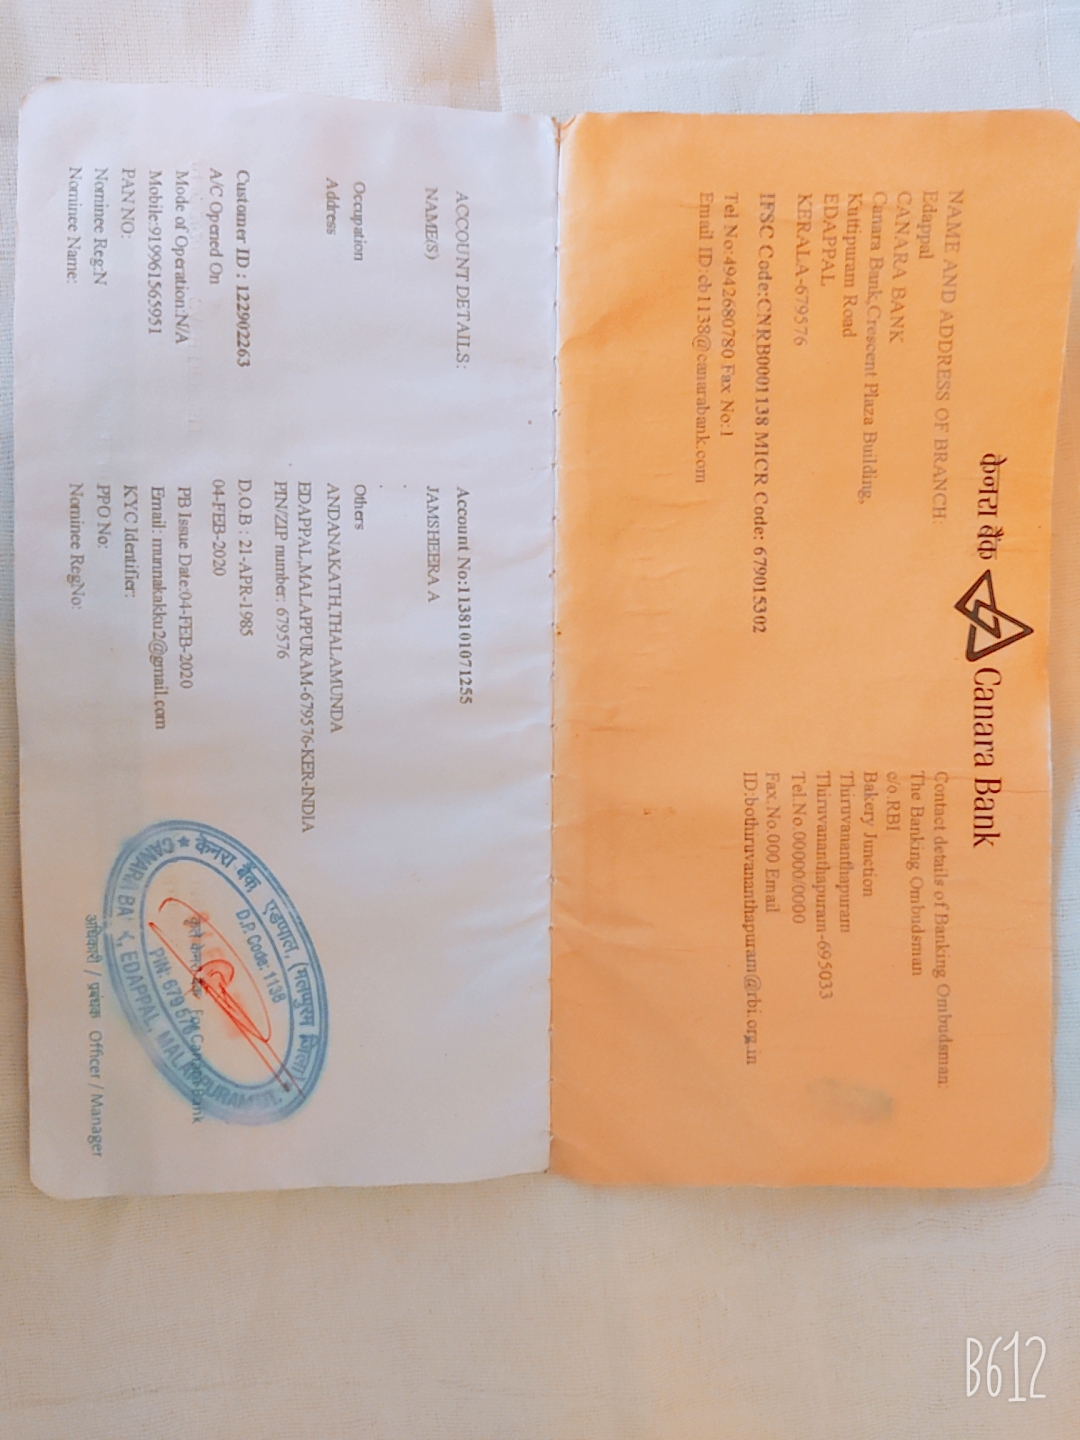 केनरा बैंक Canara Bank
NAME AND ADDRESS OF BRANCH:
Edappal
CANARA BANK
Canara Bank,Crescent Plaza Building,
Kuttipuram Road
EDAPPAL
KERALA-679576
IFSC Code:CNRB0001138 MICR Code: 679015302
Tel No:4942680780 Fax No:1
Email ID:cb1138@canarabank.com
Contact details of Banking Ombudsman:
The Banking Ombudsman
c/o.RBI
Bakery Junction
Thiruvananthapuram
Thiruvananthapuram-695033
Tel.No.00000/0000
Fax.No.000 Email
ID:bothiruvananthapuram@rbi.org.in
ACCOUNT DETAILS: Account No:1138101071255
NAME(S) JAMSHEERA A
Occupation Others
Address ANDANAKATH,THALAMUNDA
EDAPPAL,MALAPPURAM-679576-KER-INDIA
PIN/ZIP number: 679576
Customer ID : 122902263 D.O.B : 21-APR-1985
A/C Opened On 04-FEB-2020
Mode of Operation:N/A PB Issue Date:04-FEB-2020
Mobile:919961565951 Email: munnakakku2@gmail.com
PAN NO: KYC Identifier:
Nominee Reg:N PPO No:
Nominee Name: Nominee RegNo:
केनरा बैंक एडप्पाल, (मलपुरम जिला)
D.P. Code: 1138
PIN: 679 576
CANARA BANK, EDAPPAL, MALAPPURAM
कृते केनरा बैंक For Canara Bank
अधिकारी / प्रबंधक Officer / Manager
B612